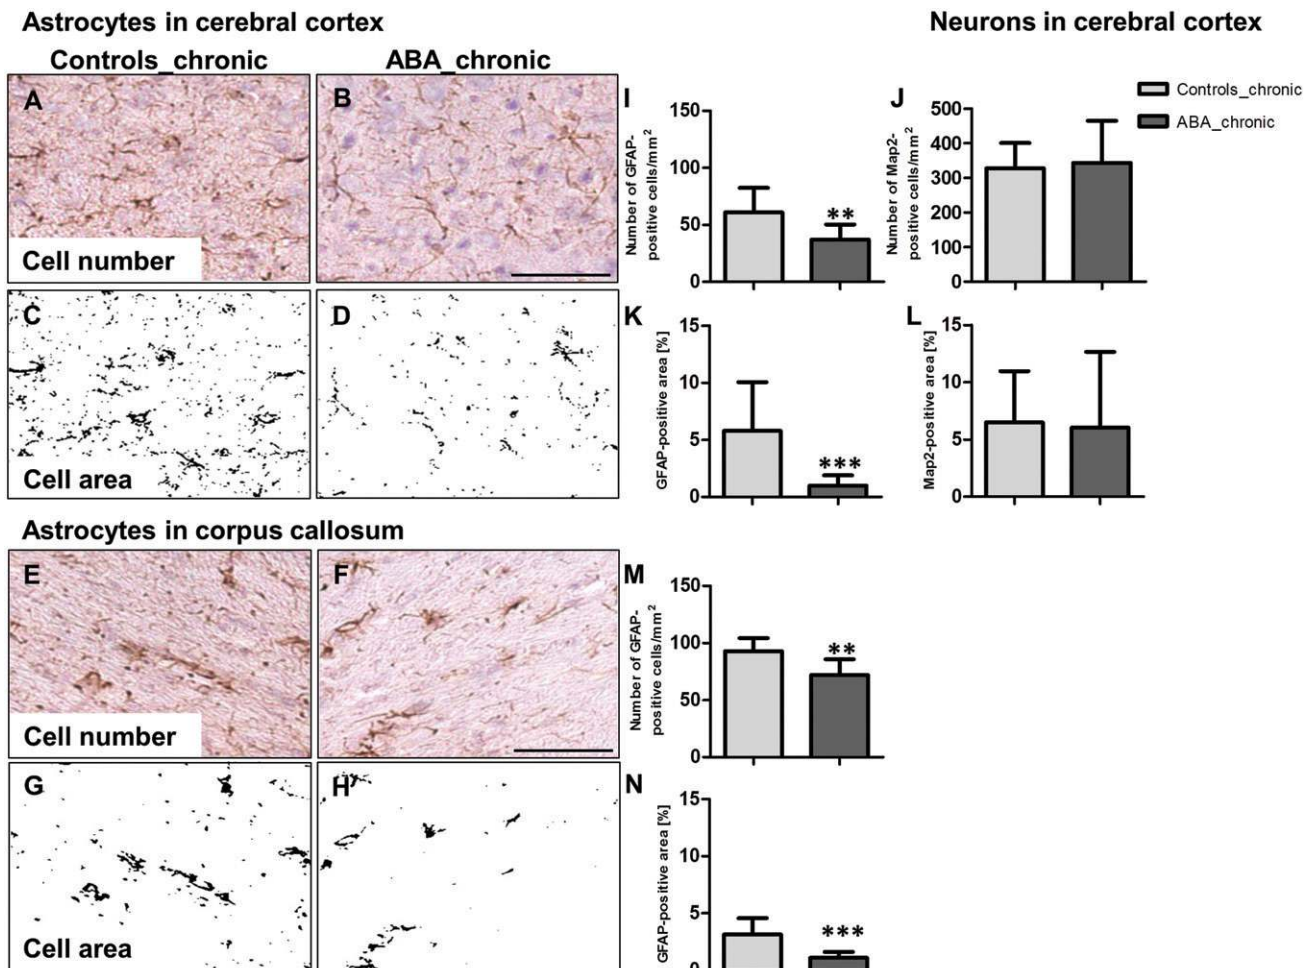 Astrocytes in cerebral cortex
Neurons in cerebral cortex
Controls_chronic
ABA_chronic
A
B
Cell number
C
D
Cell area
I
Number of GFAP-
positive cells/mm²
150
100
50
0
**
J
Number of Map2-
positive cells/mm²
500
400
300
200
100
0
Controls_chronic
ABA_chronic
K
GFAP-positive area [%]
15
10
5
0
***
L
Map2-positive area [%]
15
10
5
0
Astrocytes in corpus callosum
E
F
Cell number
G
H
Cell area
M
Number of GFAP-
positive cells/mm²
150
100
50
0
**
N
GFAP-positive area [%]
15
10
5
0
***